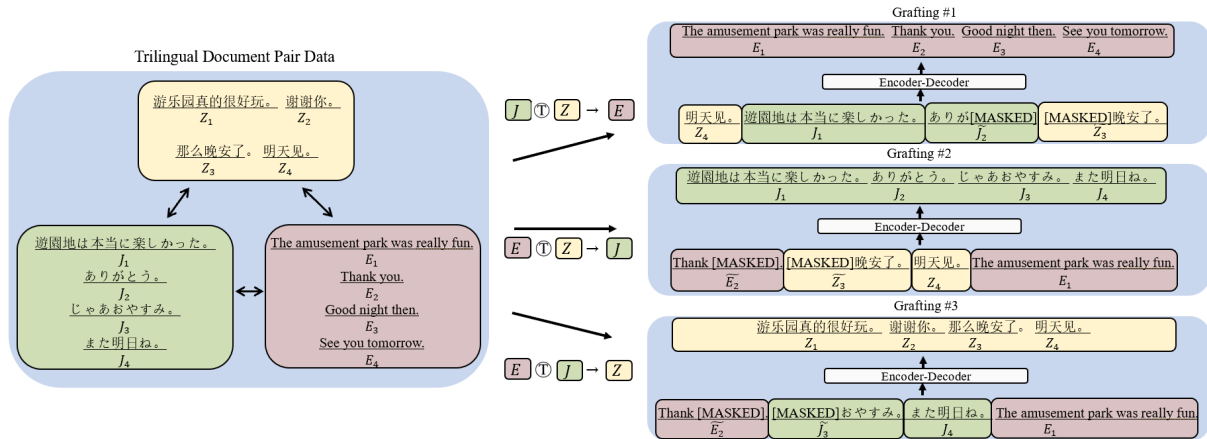 Trilingual Document Pair Data
游乐园真的很好玩。 谢谢你。
Z1 Z2
那么晚安了。 明天见。
Z3 Z4
遊園地は本当に楽しかった。
J1
ありがとう。
J2
じゃあおやすみ。
J3
また明日ね。
J4
The amusement park was really fun.
E1
Thank you.
E2
Good night then.
E3
See you tomorrow.
E4
J Ⓣ Z → E
E Ⓣ Z → J
E Ⓣ J → Z
Grafting #1
The amusement park was really fun. Thank you. Good night then. See you tomorrow.
E1 E2 E3 E4
Encoder-Decoder
明天见。 遊園地は本当に楽しかった。 ありが[MASKED] [MASKED]晚安了。
Z4 J1 J̃2 Z̃3
Grafting #2
遊園地は本当に楽しかった。 ありがとう。 じゃあおやすみ。 また明日ね。
J1 J2 J3 J4
Encoder-Decoder
Thank [MASKED]. [MASKED]晚安了。 明天见。 The amusement park was really fun.
Ẽ2 Z̃3 Z4 E1
Grafting #3
游乐园真的很好玩。 谢谢你。 那么晚安了。 明天见。
Z1 Z2 Z3 Z4
Encoder-Decoder
Thank [MASKED]. [MASKED]おやすみ。 また明日ね。 The amusement park was really fun.
Ẽ2 J̃3 J4 E1